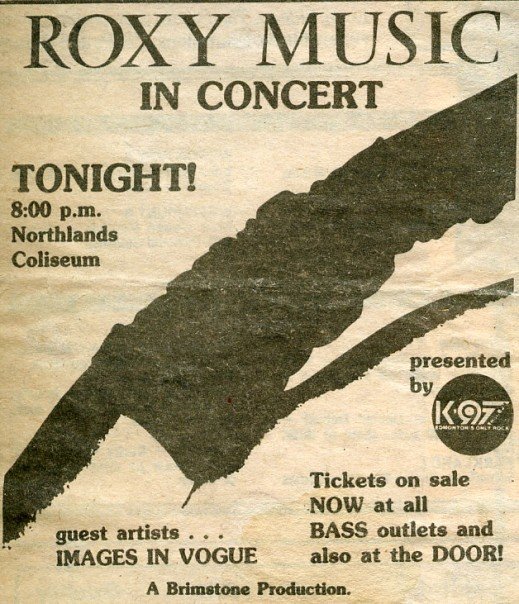 ROXY MUSIC
IN CONCERT
TONIGHT!
8:00 p.m.
Northlands
Coliseum
presented
by
K·97
EDMONTON'S ONLY ROCK
guest artists . . .
IMAGES IN VOGUE
Tickets on sale
NOW at all
BASS outlets and
also at the DOOR!
A Brimstone Production.